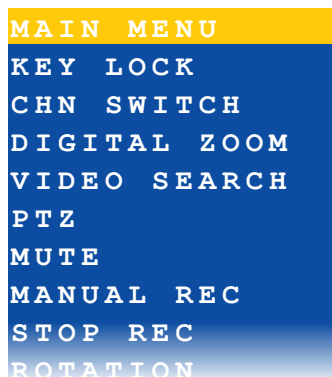 MAIN MENU
KEY LOCK
CHN SWITCH
DIGITAL ZOOM
VIDEO SEARCH
PTZ
MUTE
MANUAL REC
STOP REC
ROTATION